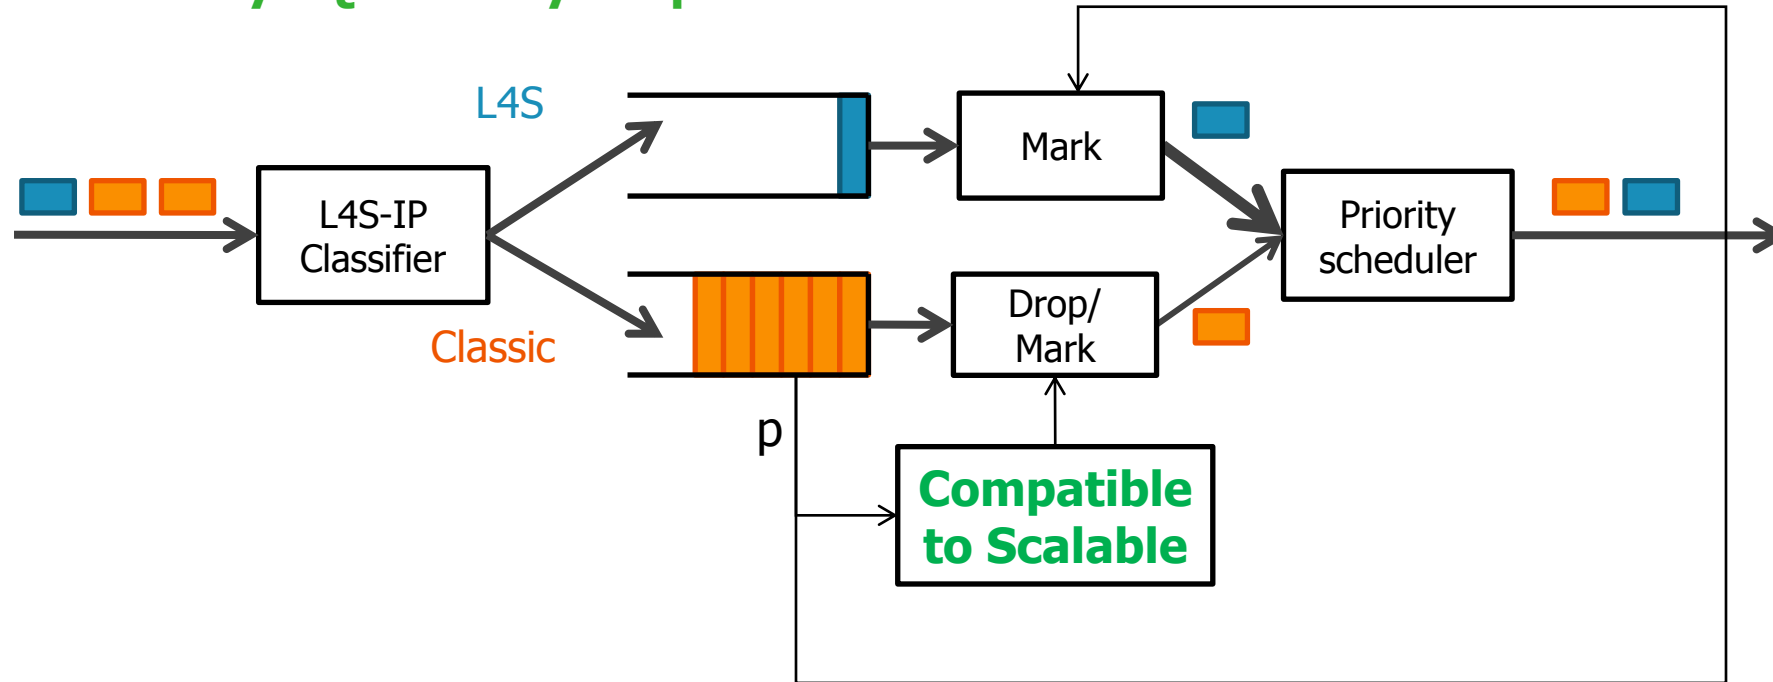 L4S
Mark
L4S-IP
Classifier
Priority
scheduler
Classic
Drop/
Mark
p
Compatible
to Scalable